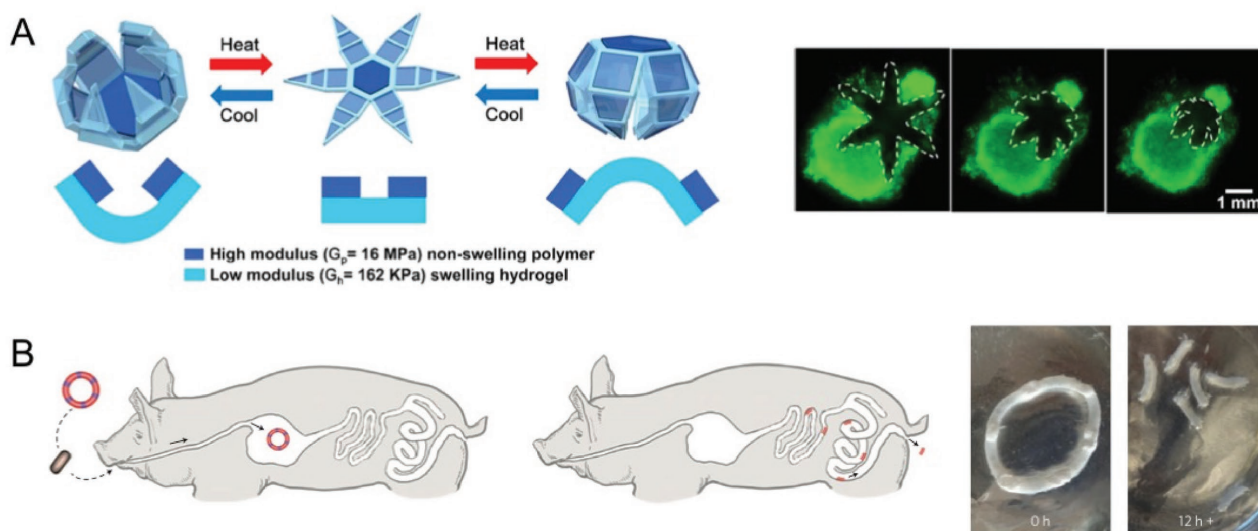 A
Heat
Cool
Heat
Cool
High modulus (Gp= 16 MPa) non-swelling polymer
Low modulus (Gh= 162 KPa) swelling hydrogel
1 mm
B
0 h
12 h +